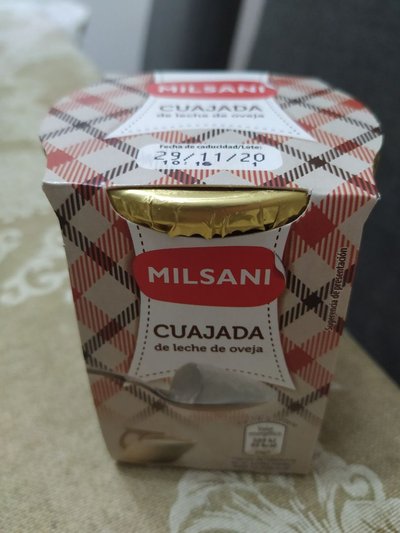 MILSANI
CUAJADA
de leche de oveja
Fecha de caducidad/Lote:
29/11/20
MILSANI
CUAJADA
de leche de oveja
Sugerencia de presentación